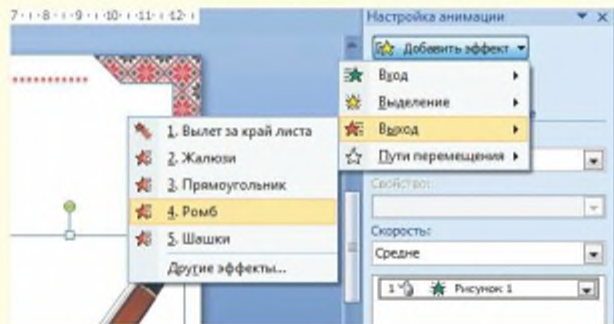 7 · 8 · 9 · 10 · 11 · 12
Настройка анимации
Добавить эффект
Вход
Выделение
Выход
Пути перемещения
1. Вылет за край листа
2. Жалюзи
3. Прямоугольник
4. Ромб
5. Шашки
Другие эффекты...
Свойство:
Скорость:
Средне
1 Рисунок 1